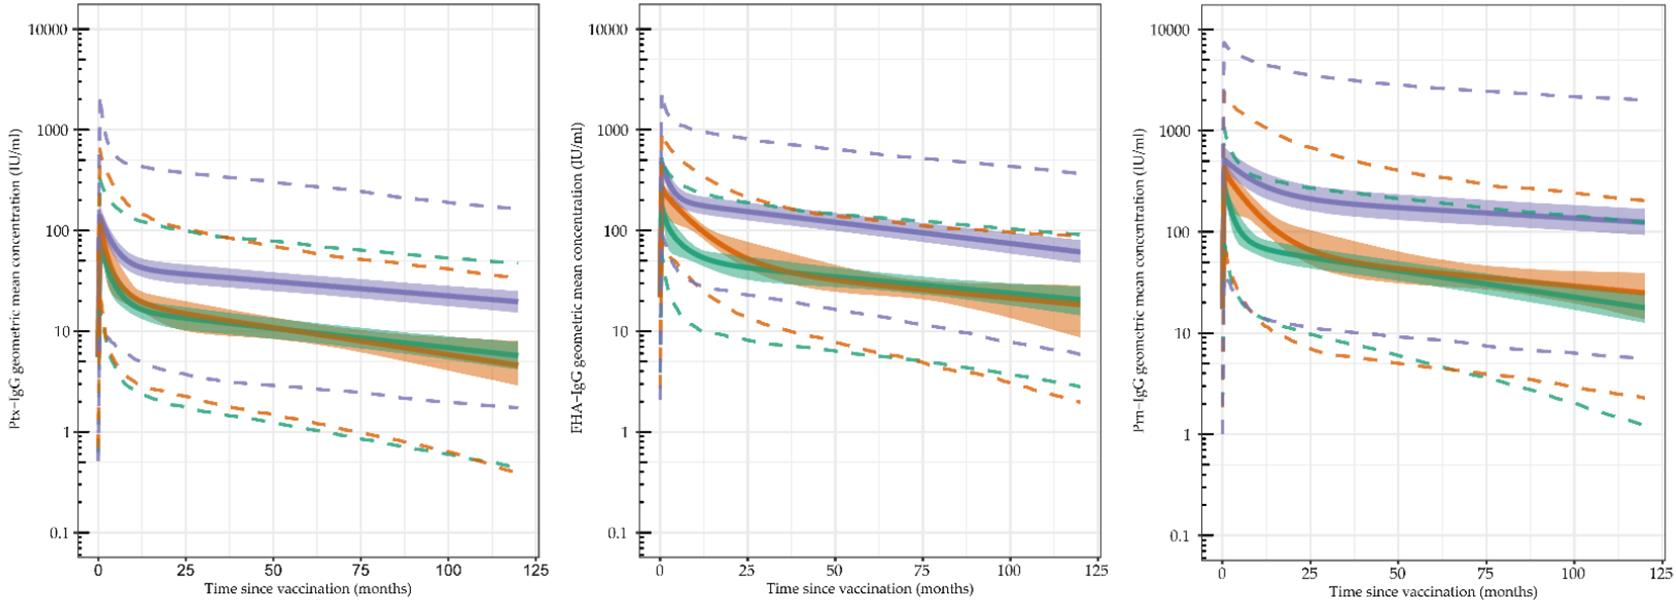 Ptx–IgG geometric mean concentration (IU/ml)
10000
1000
100
10
1
0.1
0 25 50 75 100 125
Time since vaccination (months)
FHA–IgG geometric mean concentraion (IU/ml)
10000
1000
100
10
1
0.1
0 25 50 75 100 125
Time since vaccination (months)
Prn–IgG geometric mean concentration (IU/ml)
10000
1000
100
10
1
0.1
0 25 50 75 100 125
Time since vaccination (months)